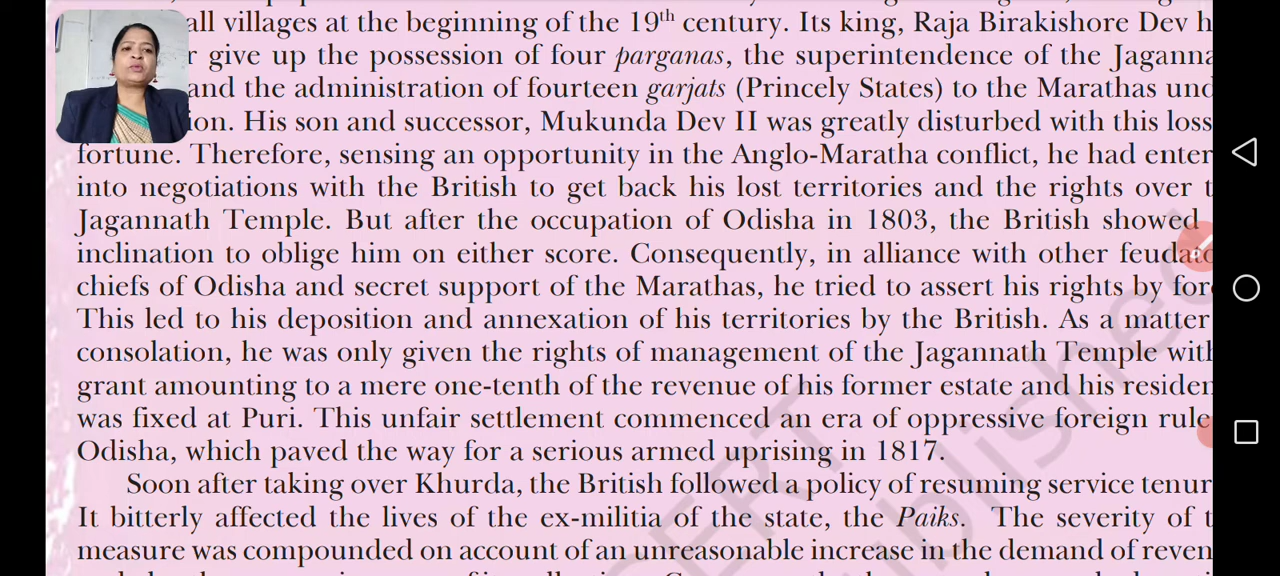 all villages at the beginning of the 19th century. Its king, Raja Birakishore Dev
give up the possession of four parganas, the superintendence of the
and the administration of fourteen garjats (Princely States) to the Marathas
His son and successor, Mukunda Dev II was greatly disturbed with this loss
fortune. Therefore, sensing an opportunity in the Anglo-Maratha conflict, he had
into negotiations with the British to get back his lost territories and the rights over
Jagannath Temple. But after the occupation of Odisha in 1803, the British showed
inclination to oblige him on either score. Consequently, in alliance with other
chiefs of Odisha and secret support of the Marathas, he tried to assert his rights by
This led to his deposition and annexation of his territories by the British. As a matter
consolation, he was only given the rights of management of the Jagannath Temple
grant amounting to a mere one-tenth of the revenue of his former estate and his
was fixed at Puri. This unfair settlement commenced an era of oppressive foreign rule
Odisha, which paved the way for a serious armed uprising in 1817.
Soon after taking over Khurda, the British followed a policy of resuming service
It bitterly affected the lives of the ex-militia of the state, the Paiks. The severity of
measure was compounded on account of an unreasonable increase in the demand of